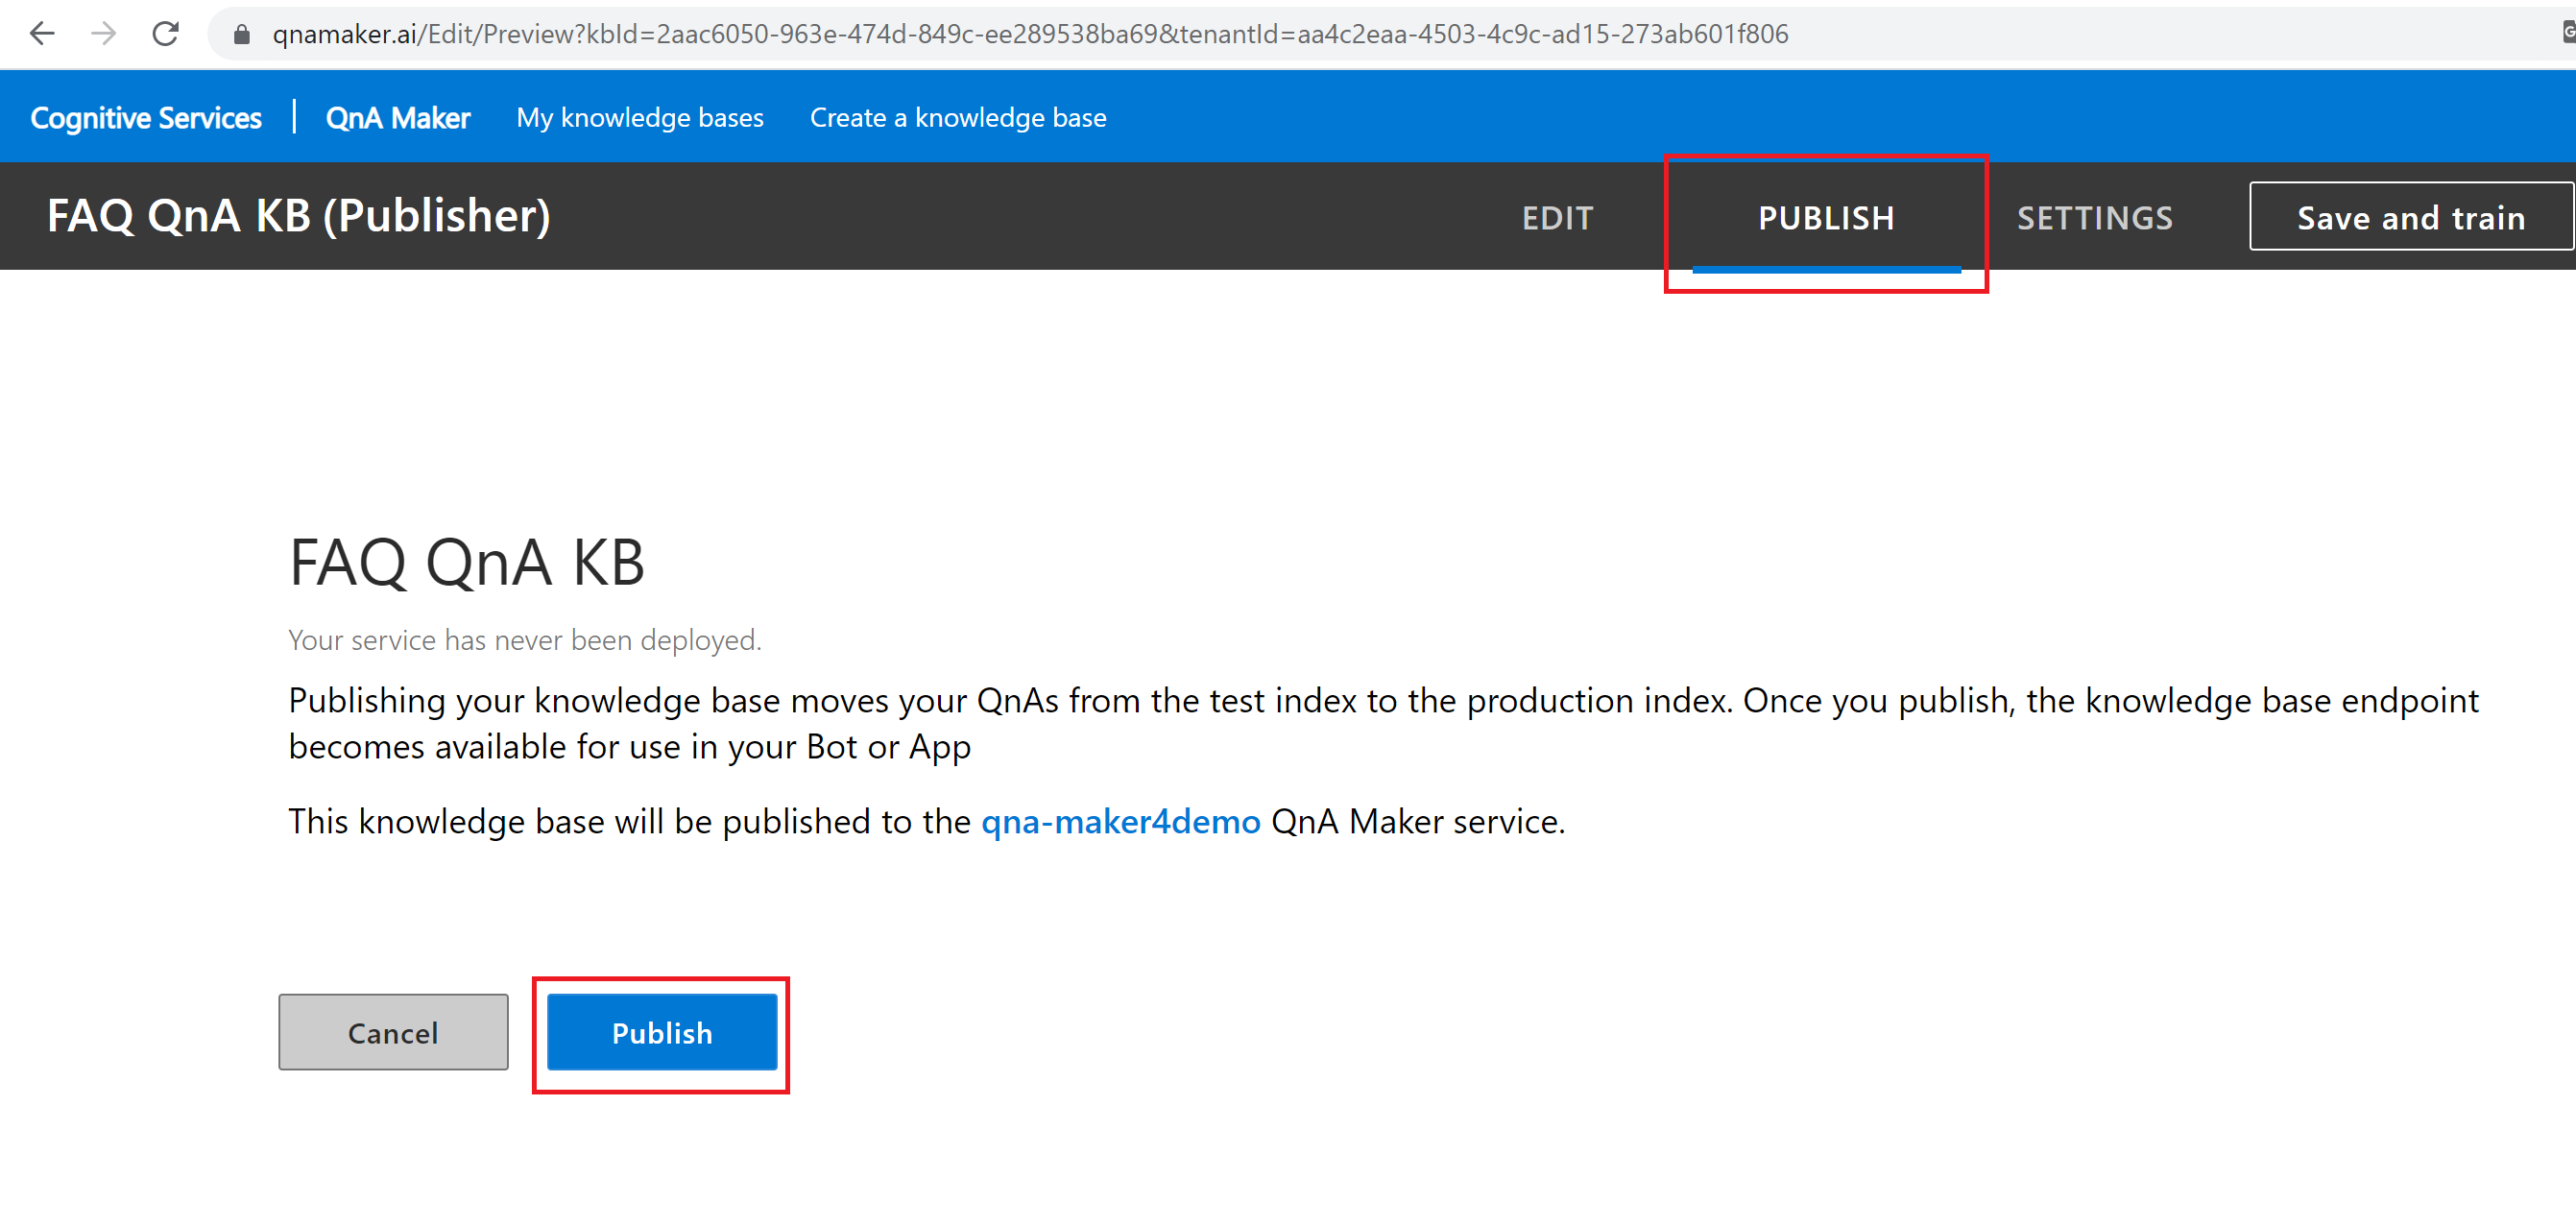 qnamaker.ai/Edit/Preview?kbId=2aac6050-963e-474d-849c-ee289538ba69&tenantId=aa4c2eaa-4503-4c9c-ad15-273ab601f806
Cognitive Services | QnA Maker My knowledge bases Create a knowledge base
FAQ QnA KB (Publisher) EDIT PUBLISH SETTINGS Save and train
FAQ QnA KB
Your service has never been deployed.
Publishing your knowledge base moves your QnAs from the test index to the production index. Once you publish, the knowledge base endpoint
becomes available for use in your Bot or App
This knowledge base will be published to the qna-maker4demo QnA Maker service.
Cancel Publish